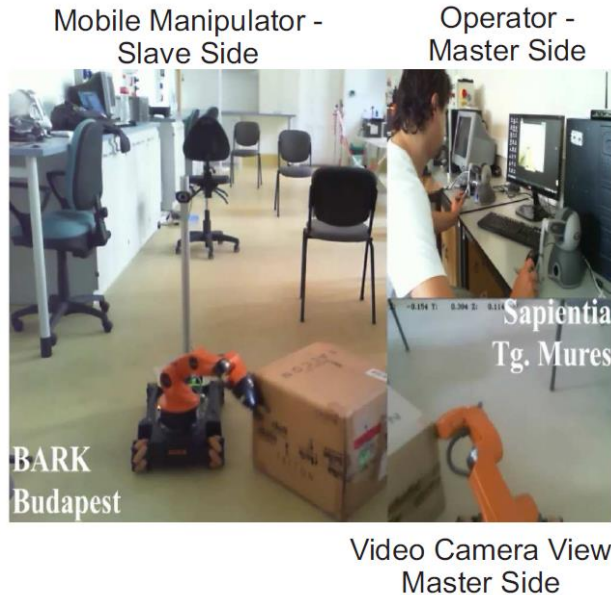 Mobile Manipulator -
Slave Side
Operator -
Master Side
Sapientia
Tg. Mures
BARK
Budapest
Video Camera View
Master Side